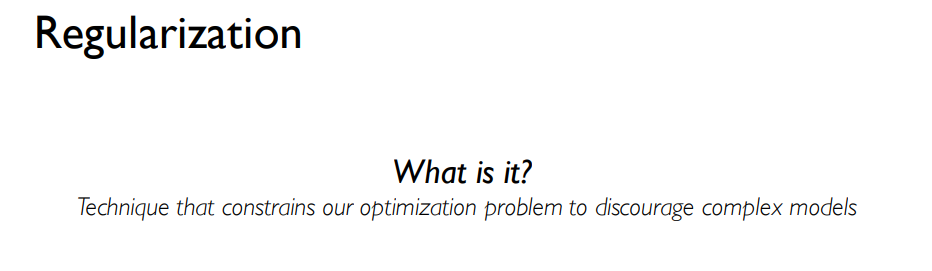 Regularization
What is it?
Technique that constrains our optimization problem to discourage complex models